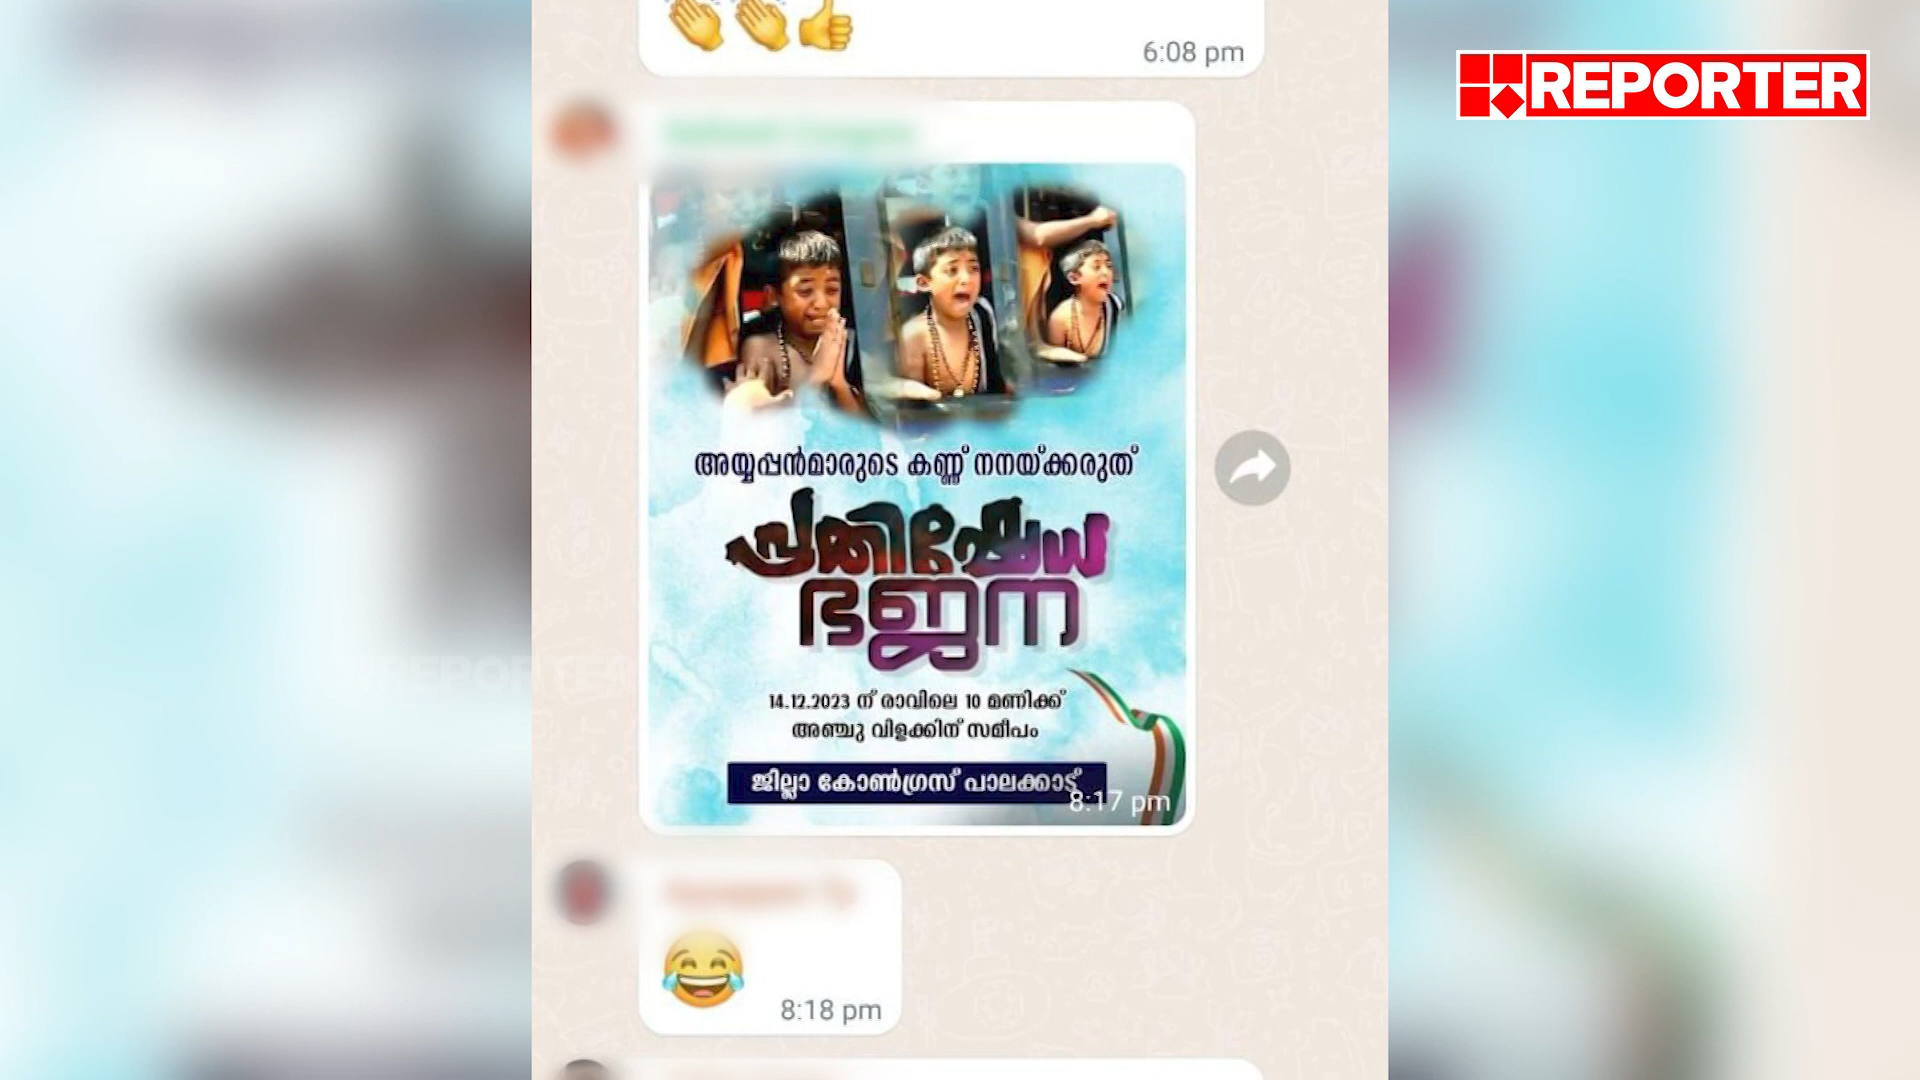 6:08 pm
REPORTER
അയ്യപ്പൻമാരുടെ കണ്ണ് നനയ്ക്കരുത്
പ്രതിഷേധ
ഭജന
14.12.2023 ന് രാവിലെ 10 മണിക്ക്
അഞ്ചു വിളക്കിന് സമീപം
ജില്ലാ കോൺഗ്രസ് പാലക്കാട്
8:17 pm
REPORTER
8:18 pm